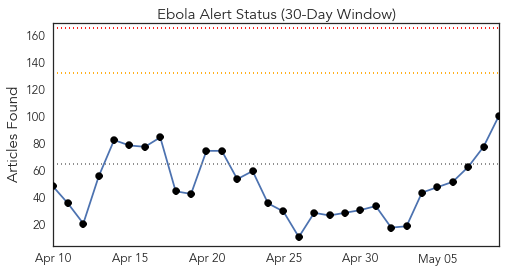 Ebola Alert Status (30-Day Window)
Articles Found
160
140
120
100
80
60
40
20
Apr 10
Apr 15
Apr 20
Apr 25
Apr 30
May 05